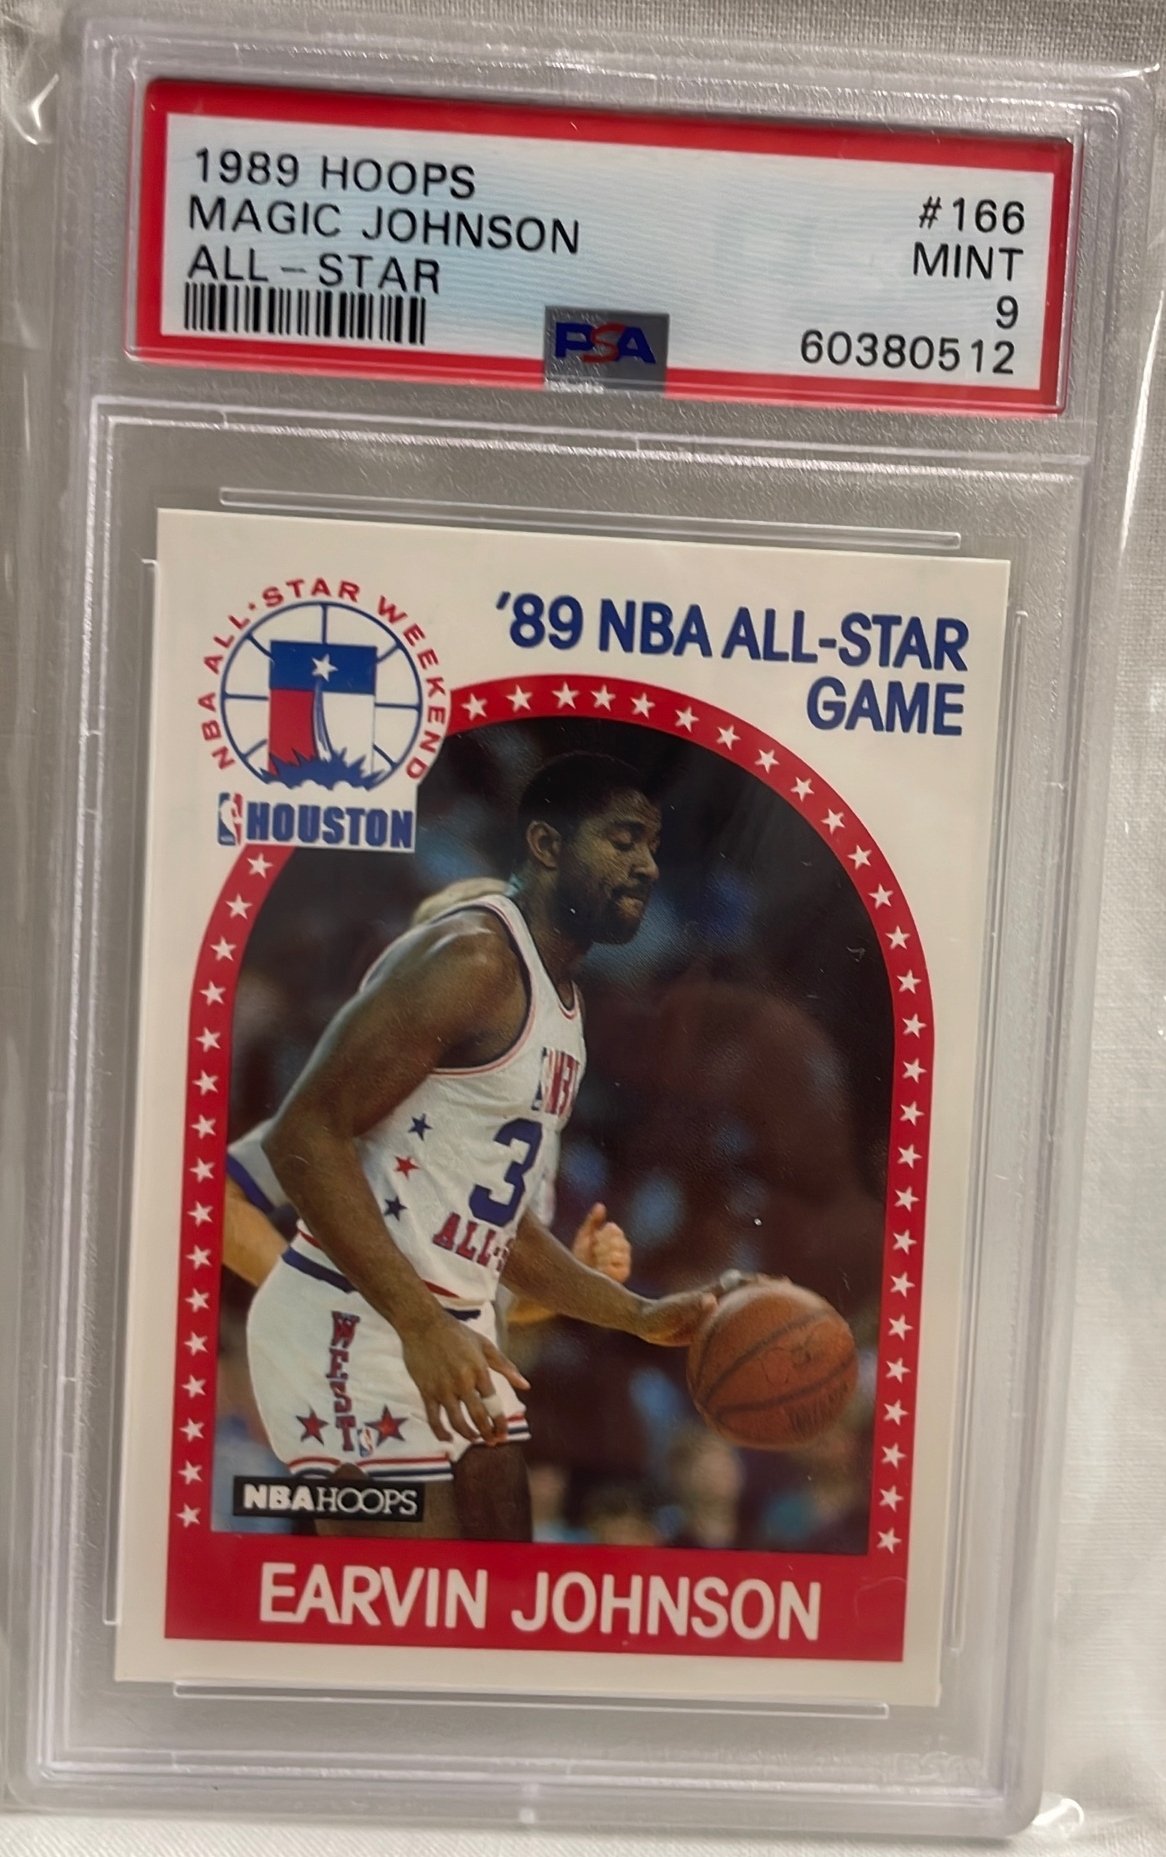 1989 HOOPS
MAGIC JOHNSON
ALL-STAR
#166
MINT
9
60380512
PSA
NBA ALL·STAR WEEKEND
HOUSTON
'89 NBA ALL-STAR
GAME
3
ALL-
WEST
NBA HOOPS
EARVIN JOHNSON